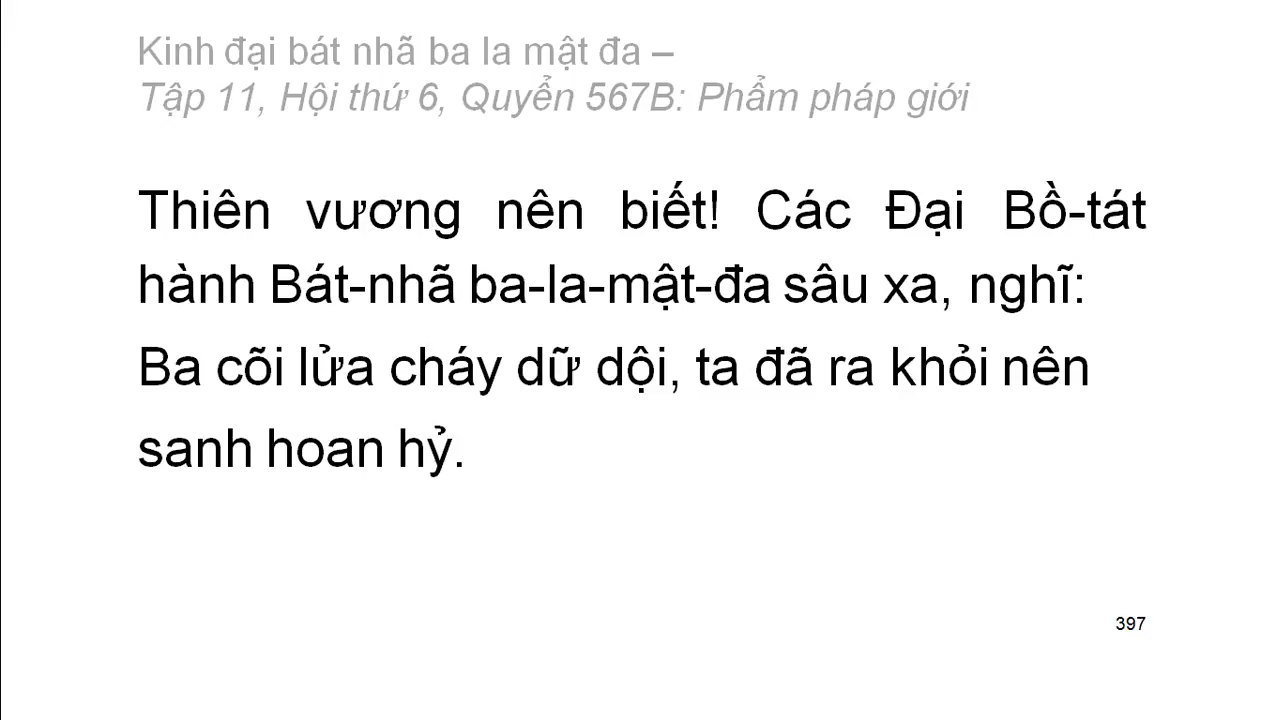 Kinh đại bát nhã ba la mật đa –
Tập 11, Hội thứ 6, Quyển 567B: Phẩm pháp giới
Thiên vương nên biết! Các Đại Bồ-tát
hành Bát-nhã ba-la-mật-đa sâu xa, nghĩ:
Ba cõi lửa cháy dữ dội, ta đã ra khỏi nên
sanh hoan hỷ.
397